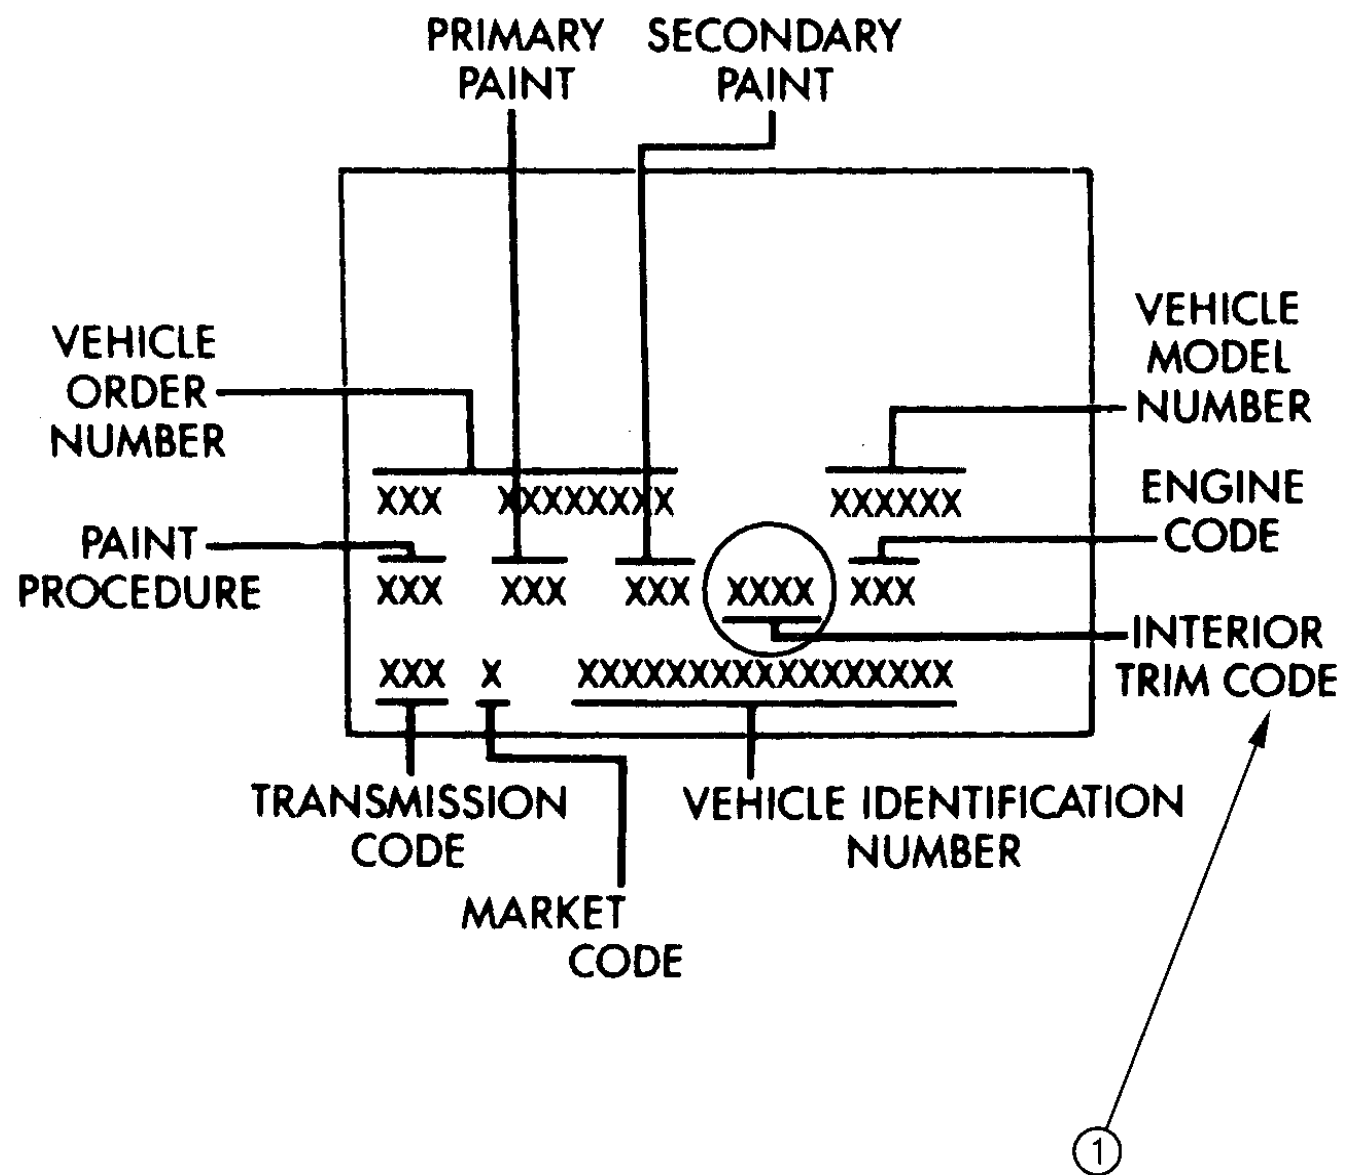 PRIMARY
PAINT
SECONDARY
PAINT
VEHICLE
ORDER
NUMBER
VEHICLE
MODEL
NUMBER
XXX XXXXXXXX XXXXXX
ENGINE
CODE
PAINT
PROCEDURE
XXX XXX XXX XXXX XXX
INTERIOR
TRIM CODE
XXX X XXXXXXXXXXXXXXXXX
TRANSMISSION
CODE
VEHICLE IDENTIFICATION
NUMBER
MARKET
CODE
1